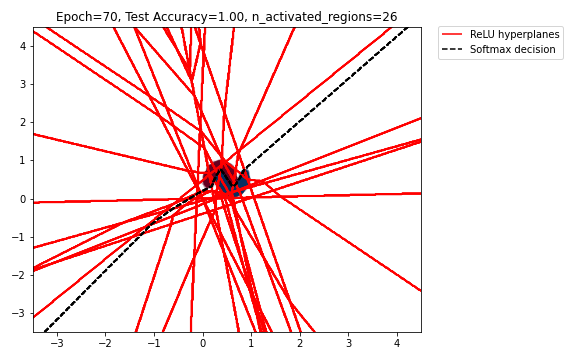 Epoch=70, Test Accuracy=1.00, n_activated_regions=26
ReLU hyperplanes
Softmax decision
4
3
2
1
0
−1
−2
−3
−3 −2 −1 0 1 2 3 4